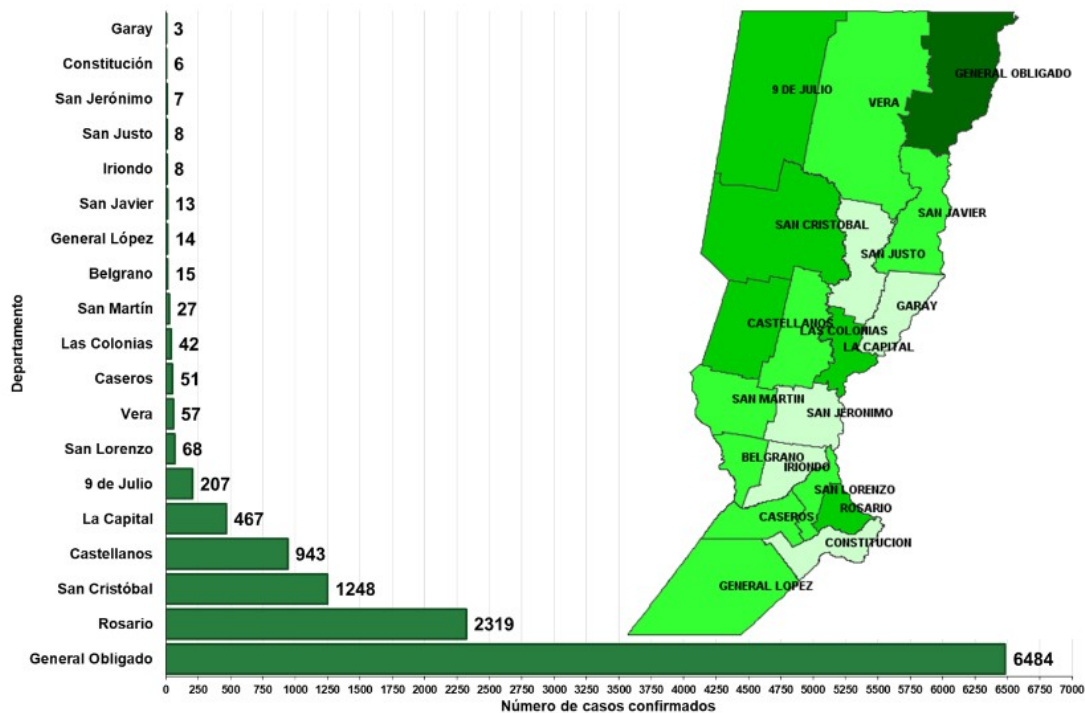 Departamento
Garay 3
Constitución 6
San Jerónimo 7
San Justo 8
Iriondo 8
San Javier 13
General López 14
Belgrano 15
San Martín 27
Las Colonias 42
Caseros 51
Vera 57
San Lorenzo 68
9 de Julio 207
La Capital 467
Castellanos 943
San Cristóbal 1248
Rosario 2319
General Obligado 6484
0 250 500 750 1000 1250 1500 1750 2000 2250 2500 2750 3000 3250 3500 3750 4000 4250 4500 4750 5000 5250 5500 5750 6000 6250 6500 6750 7000
Número de casos confirmados
GENERAL OBLIGADO
9 DE JULIO
VERA
SAN JAVIER
SAN CRISTOBAL
SAN JUSTO
GARAY
CASTELLANOS
LAS COLONIAS
LA CAPITAL
SAN MARTIN
SAN JERONIMO
BELGRANO
IRIONDO
SAN LORENZO
ROSARIO
CASEROS
CONSTITUCION
GENERAL LOPEZ